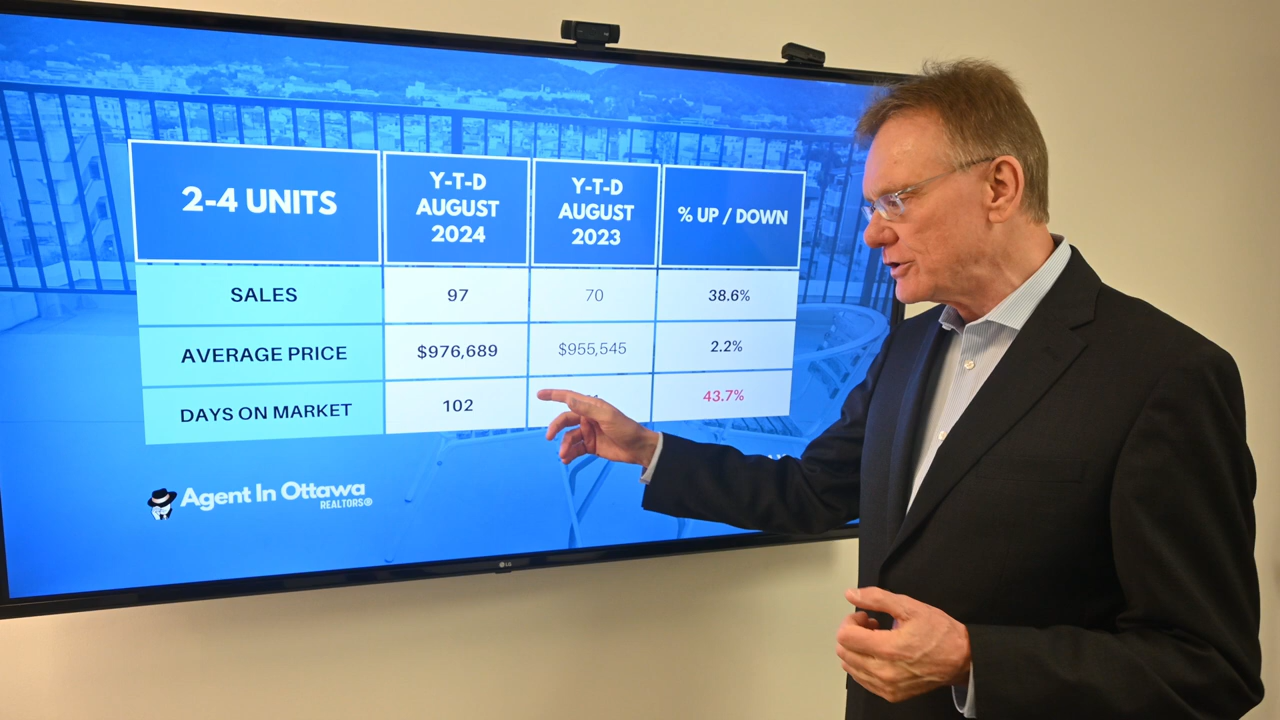 2-4 UNITS
Y-T-D
AUGUST
2024
Y-T-D
AUGUST
2023
% UP / DOWN
SALES
97
70
38.6%
AVERAGE PRICE
$976,689
$955,545
2.2%
DAYS ON MARKET
102
43.7%
Agent In Ottawa
REALTORS®
LG